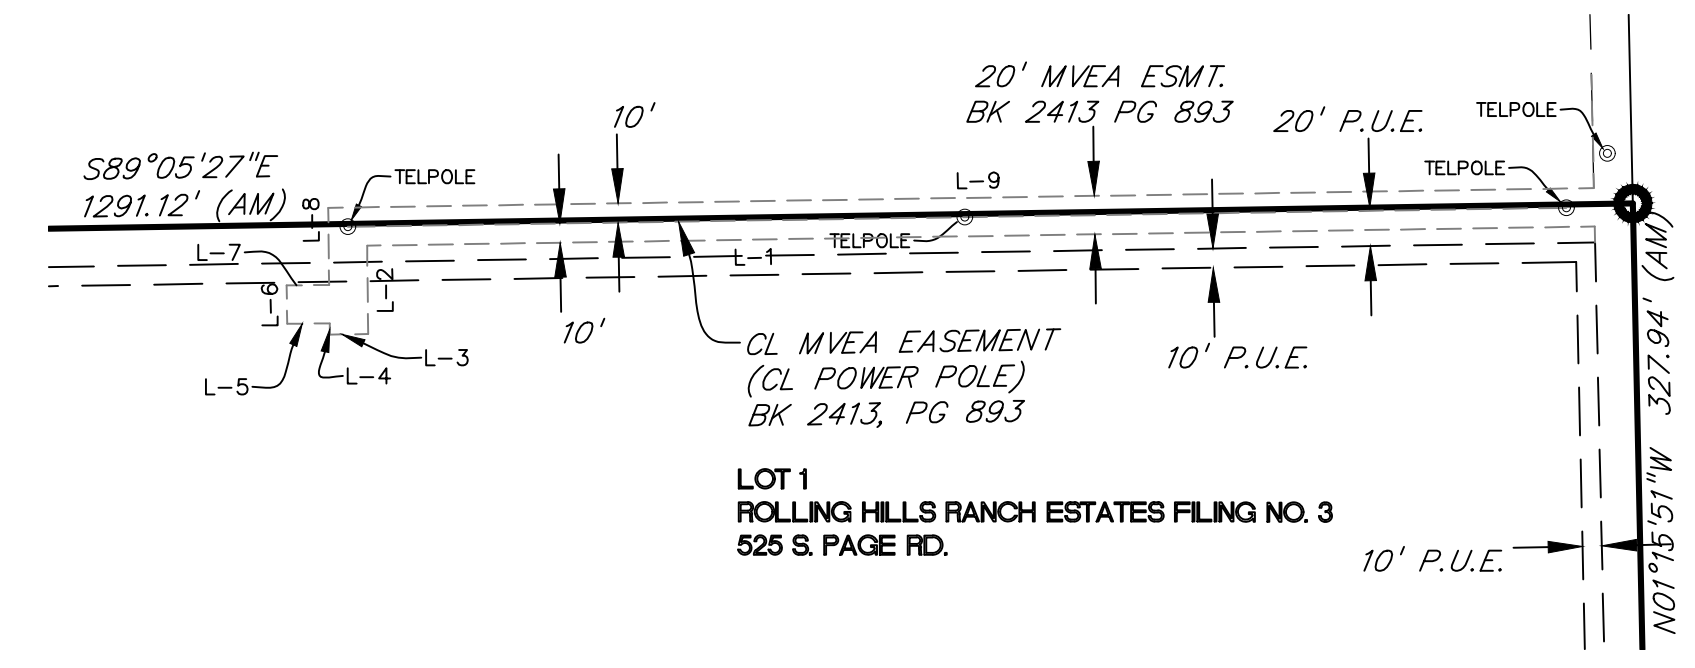 20' MVEA ESMT.
BK 2413 PG 893
10'
20' P.U.E.
TELPOLE
S89°05'27"E
1291.12' (AM)
TELPOLE
TELPOLE
L-9
L-8
TELPOLE
L-7
L-1
L-2
L-6
10'
CL MVEA EASEMENT
(CL POWER POLE)
BK 2413, PG 893
10' P.U.E.
L-3
L-4
L-5
LOT 1
ROLLING HILLS RANCH ESTATES FILING NO. 3
525 S. PAGE RD.
10' P.U.E.
N01°15'51"W 327.94' (AM)